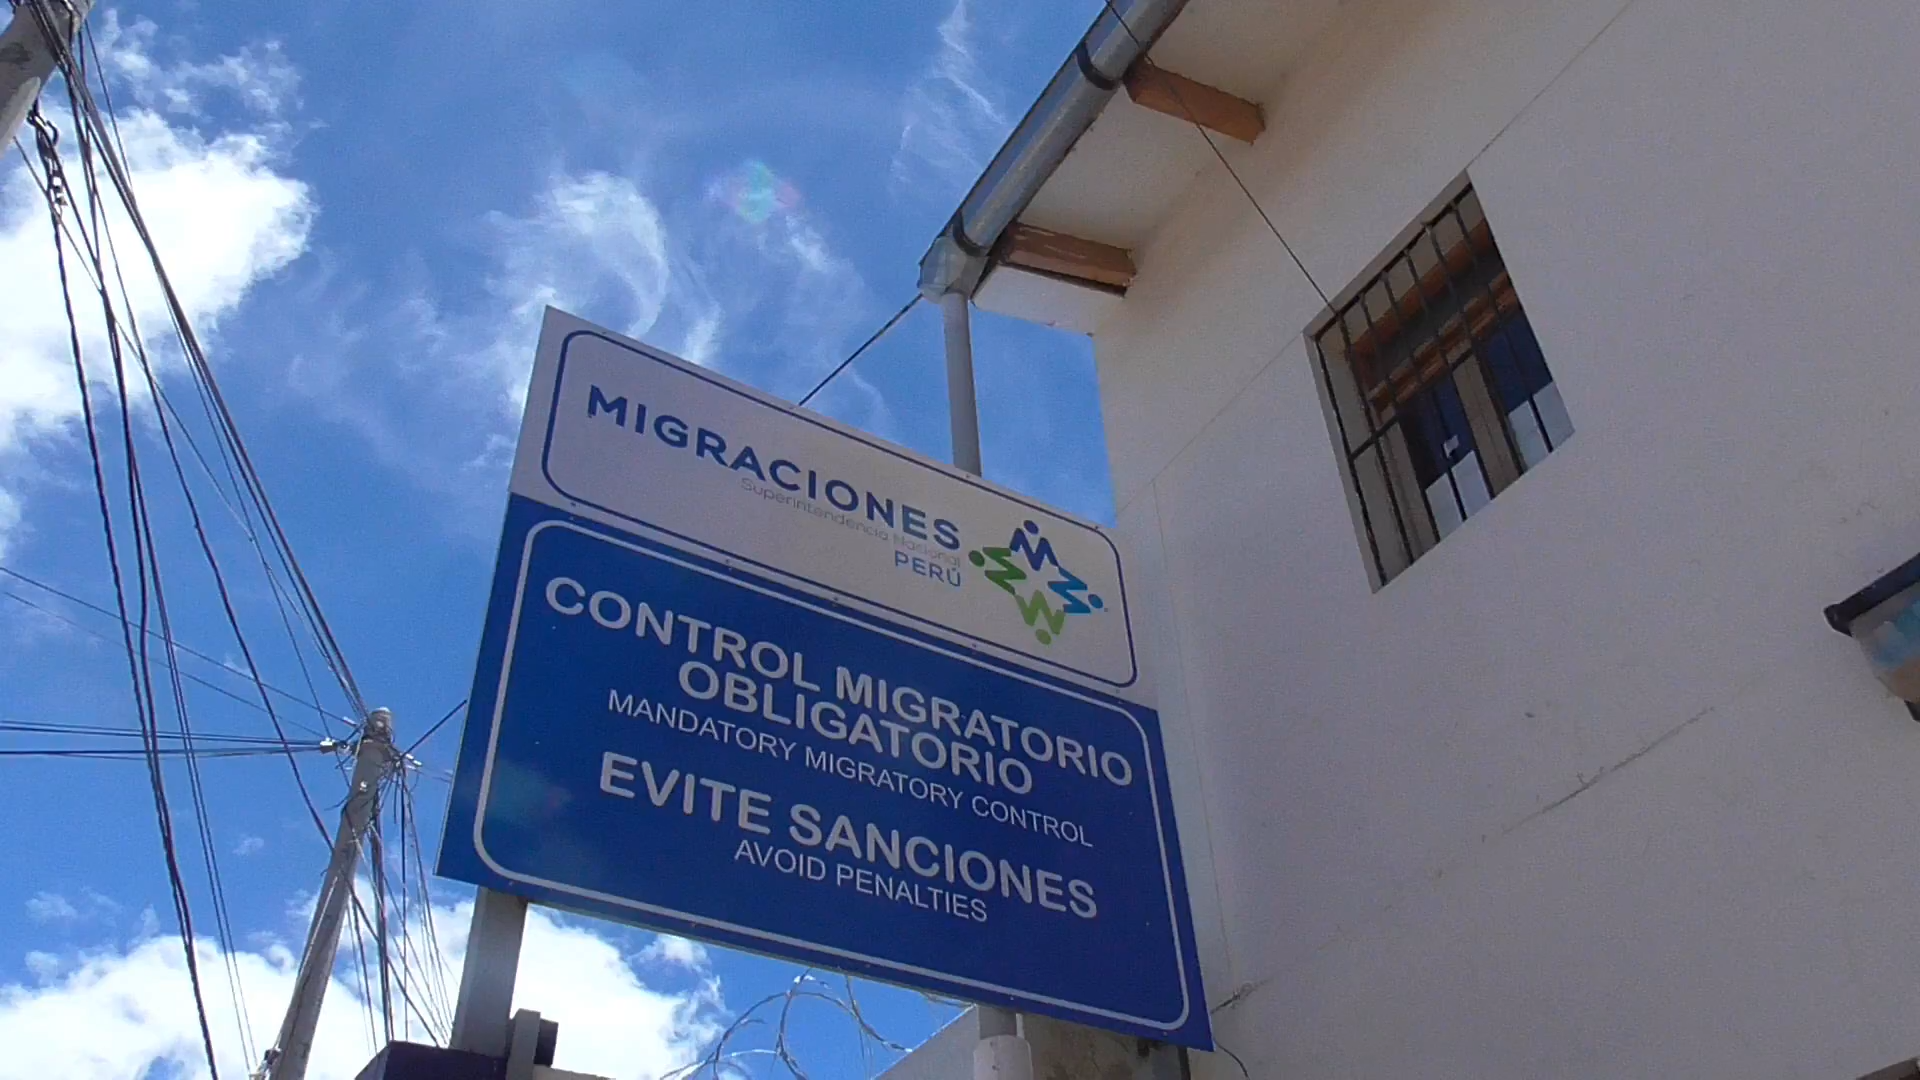 MIGRACIONES
Superintendencia Nacional
PERÚ
CONTROL MIGRATORIO
OBLIGATORIO
MANDATORY MIGRATORY CONTROL
EVITE SANCIONES
AVOID PENALTIES